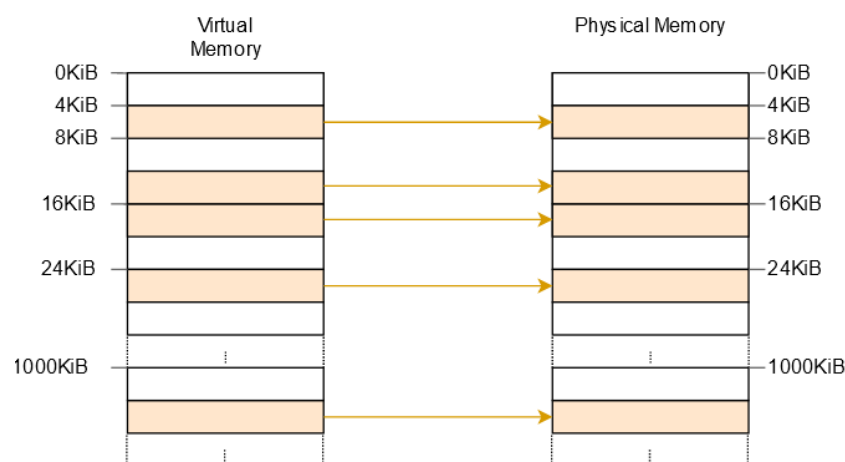 Virtual
Memory
Physical Memory
0KiB
0KiB
4KiB
4KiB
8KiB
8KiB
16KiB
16KiB
24KiB
24KiB
1000KiB
1000KiB